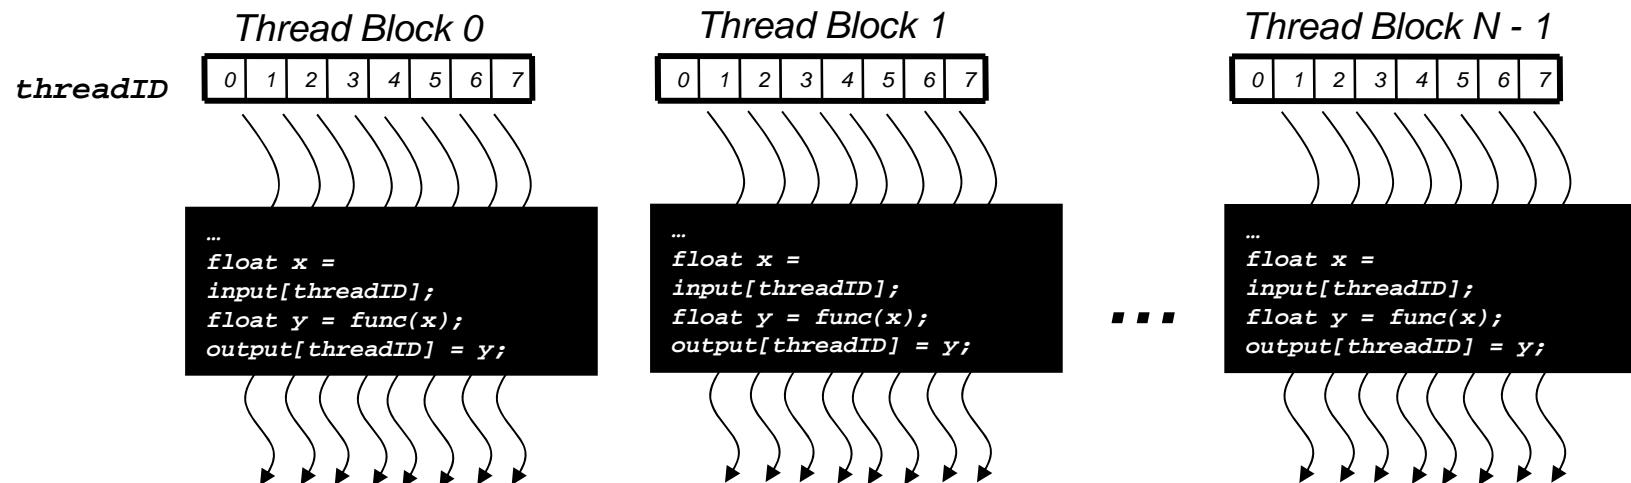 Thread Block 0
Thread Block 1
Thread Block N - 1
threadID
0 1 2 3 4 5 6 7
0 1 2 3 4 5 6 7
0 1 2 3 4 5 6 7
…
float x =
input[threadID];
float y = func(x);
output[threadID] = y;
…
float x =
input[threadID];
float y = func(x);
output[threadID] = y;
…
…
float x =
input[threadID];
float y = func(x);
output[threadID] = y;